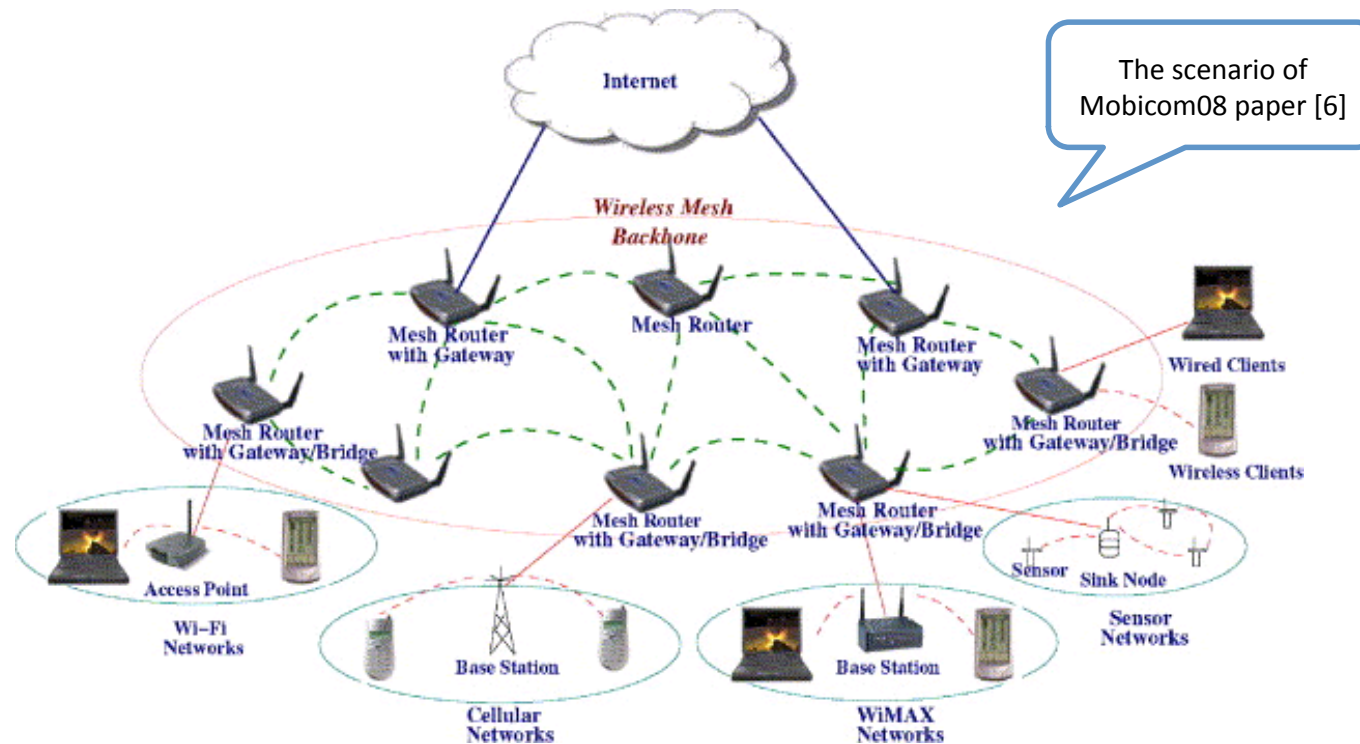 The scenario of
Mobicom08 paper [6]
Internet
Wireless Mesh
Backbone
Mesh Router
with Gateway
Mesh Router
Mesh Router
with Gateway
Wired Clients
Mesh Router
with Gateway/Bridge
Mesh Router
with Gateway/Bridge
Wireless Clients
Mesh Router
with Gateway/Bridge
Mesh Router
with Gateway/Bridge
Access Point
Wi-Fi
Networks
Sensor
Sink Node
Sensor
Networks
Base Station
Cellular
Networks
Base Station
WiMAX
Networks